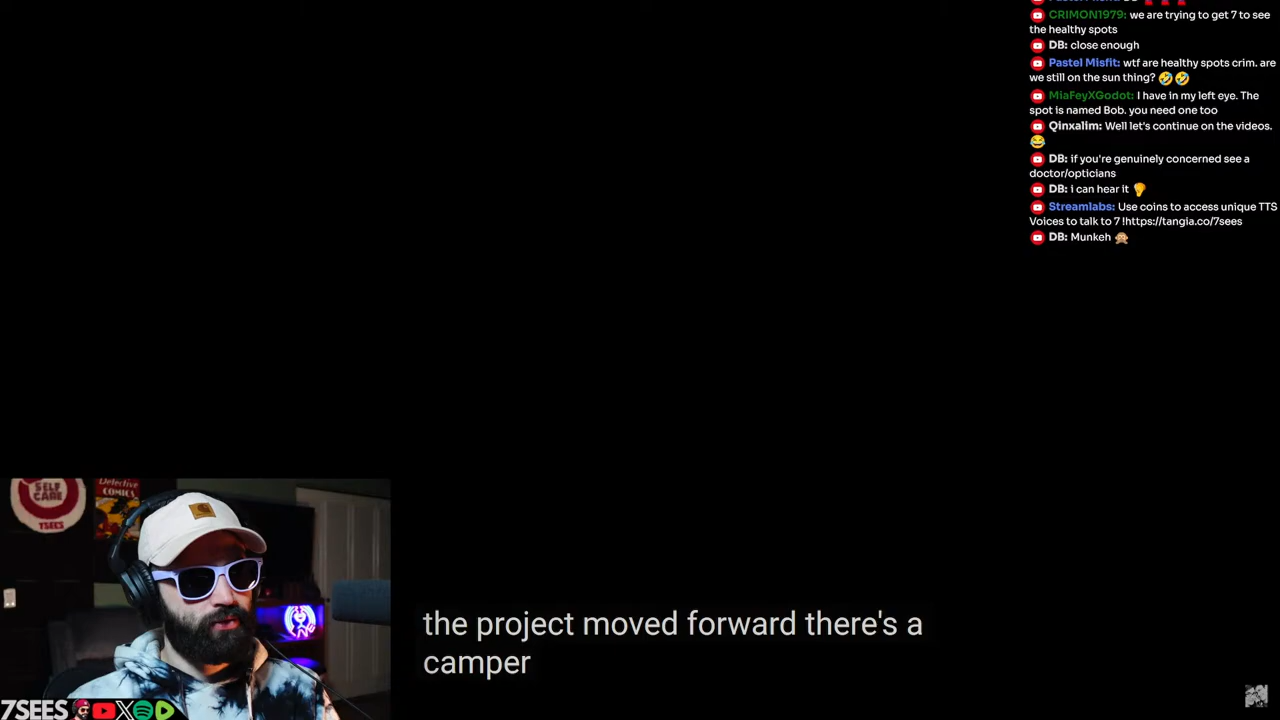 CRIMON1979: we are trying to get 7 to see
the healthy spots
DB: close enough
Pastel Misfit: wtf are healthy spots crim. are
we still on the sun thing? 🤣🤣
MiaFeyXGodot: I have in my left eye. The
spot is named Bob. you need one too
Qinxalim: Well let's continue on the videos.
😂
DB: if you're genuinely concerned see a
doctor/opticians
DB: i can hear it
Streamlabs: Use coins to access unique TTS
Voices to talk to 7 !https://tangia.co/7sees
DB: Munkeh 🙊
SELF
CARE
7SEES
Detective
COMICS
the project moved forward there's a
camper
7SEES